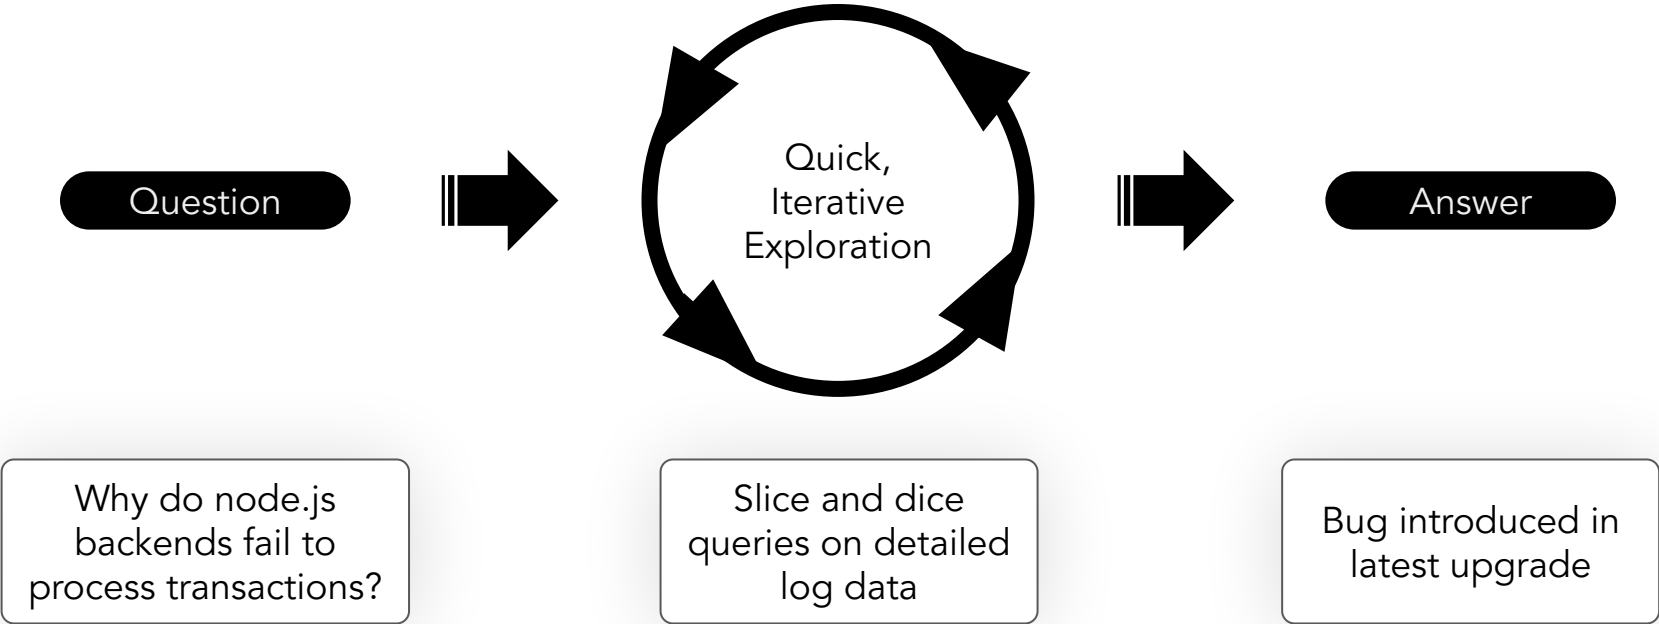 Question
Quick,
Iterative
Exploration
Answer
Why do node.js
backends fail to
process transactions?
Slice and dice
queries on detailed
log data
Bug introduced in
latest upgrade